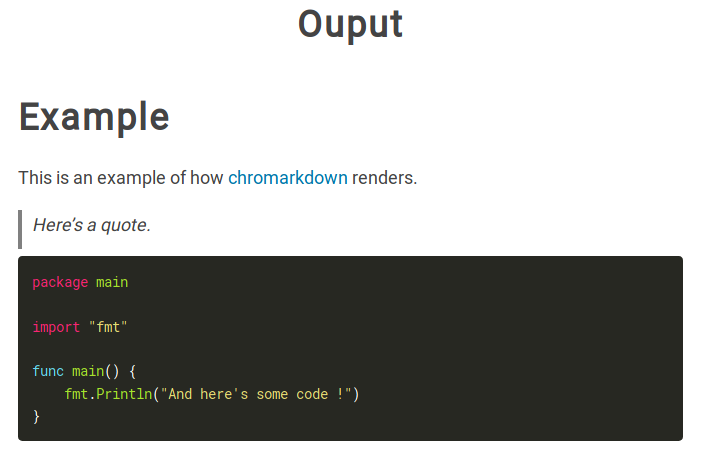 Ouput
Example
This is an example of how chromarkdown renders.
Here’s a quote.
package main
import "fmt"
func main() {
    fmt.Println("And here's some code !")
}